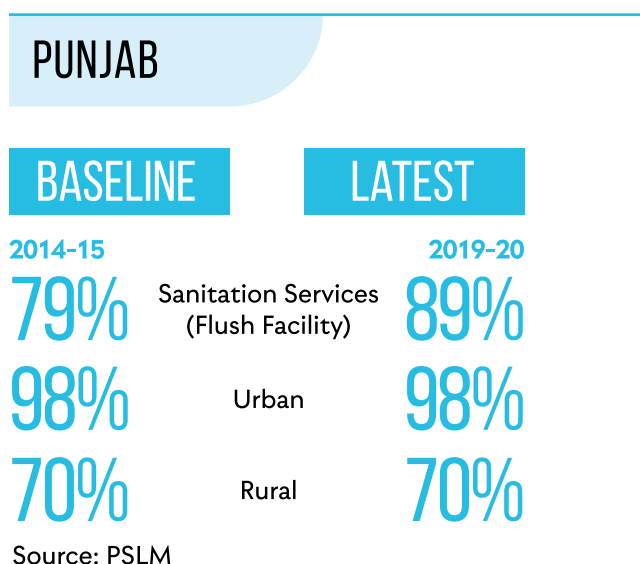 PUNJAB
BASELINE LATEST
2014-15 2019-20
79% Sanitation Services (Flush Facility) 89%
98% Urban 98%
70% Rural 70%
Source: PSLM